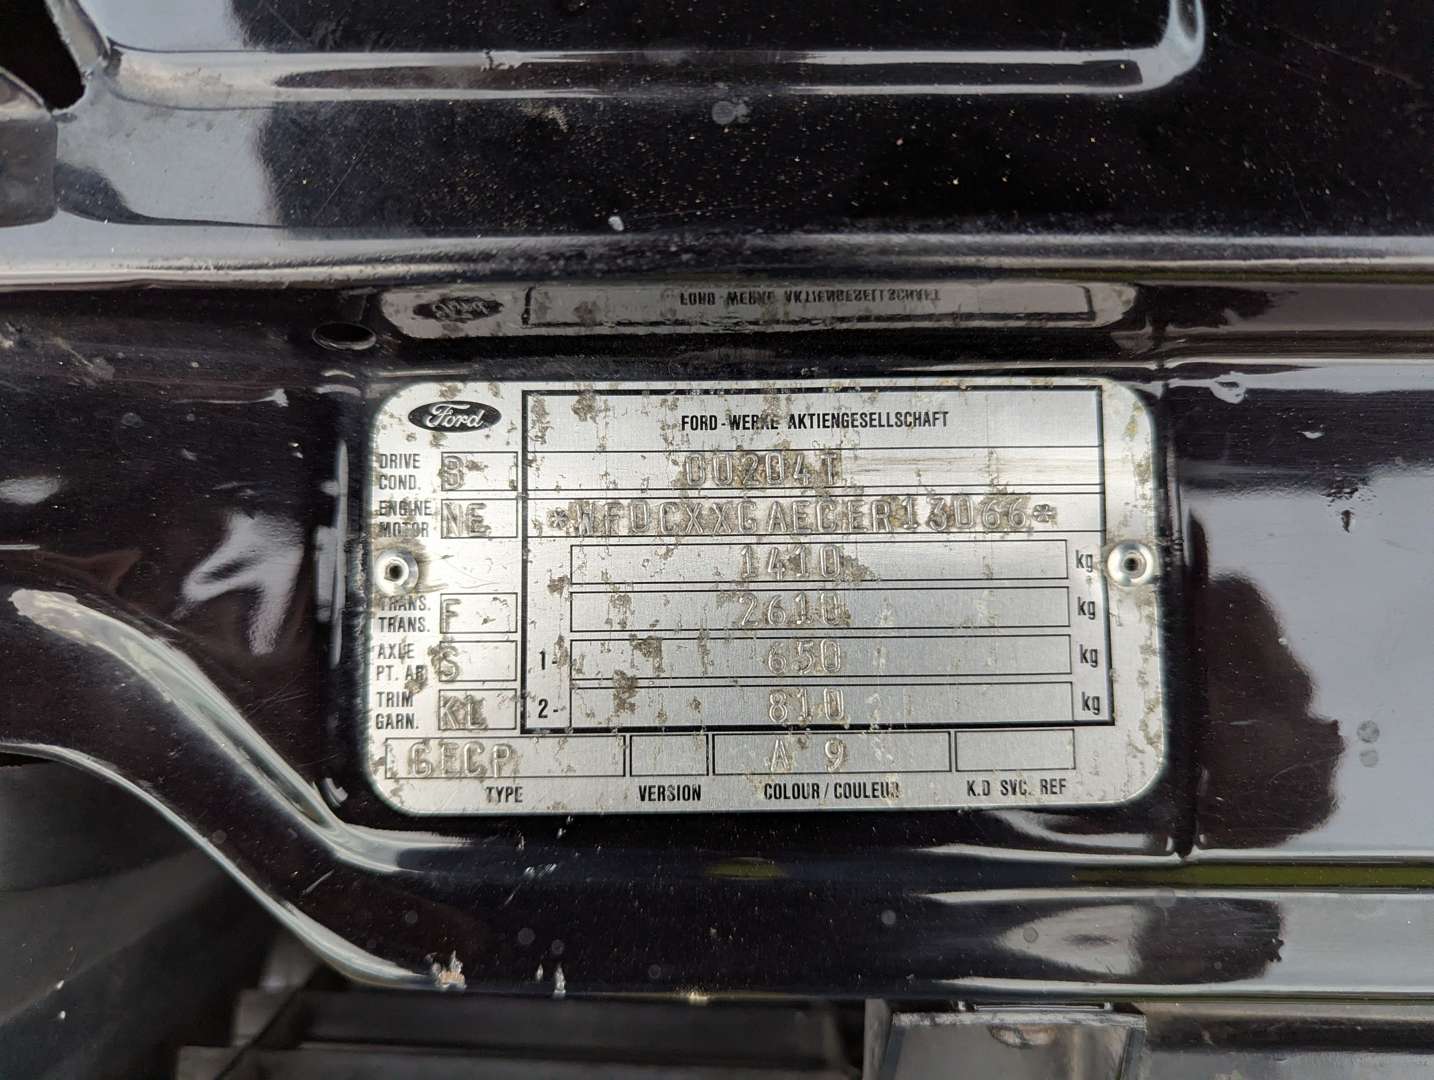 FORD-WERKE AKTIENGESELLSCHAFT
Ford
FORD-WERKE AKTIENGESELLSCHAFT
DRIVE COND. B CU204T
ENGINE MOTOR NE *WF0CXXGAECER13066*
1410 kg
TRANS. TRANS. F 2610 kg
AXLE PT. AR S 1- 650 kg
TRIM GARN. KL 2- 810 kg
GECP A 9
TYPE VERSION COLOUR/COULEUR K.D SVC. REF